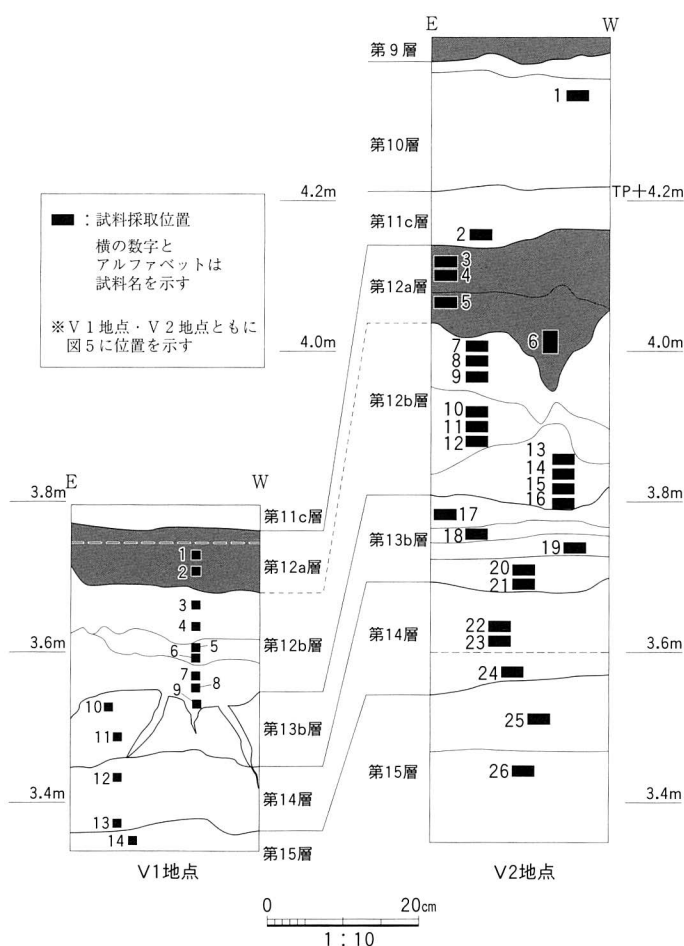 E W
第9層
1
第10層
4.2m
TP+4.2m
■:試料採取位置
横の数字と
アルファベットは
試料名を示す
※V1地点・V2地点ともに
図5に位置を示す
第11c層
2
3
4
第12a層
5
6
4.0m
4.0m
7
8
9
第12b層
10
11
12
13
14
15
16
E W
3.8m
3.8m
第11c層
17
第13b層
18
19
1
2
第12a層
20
21
3
4
第12b層
5
6
第14層
22
23
3.6m
3.6m
7
8
9
24
10
11
第13b層
25
12
第14層
第15層
26
3.4m
3.4m
13
14
第15層
V1地点
V2地点
0 20cm
1:10